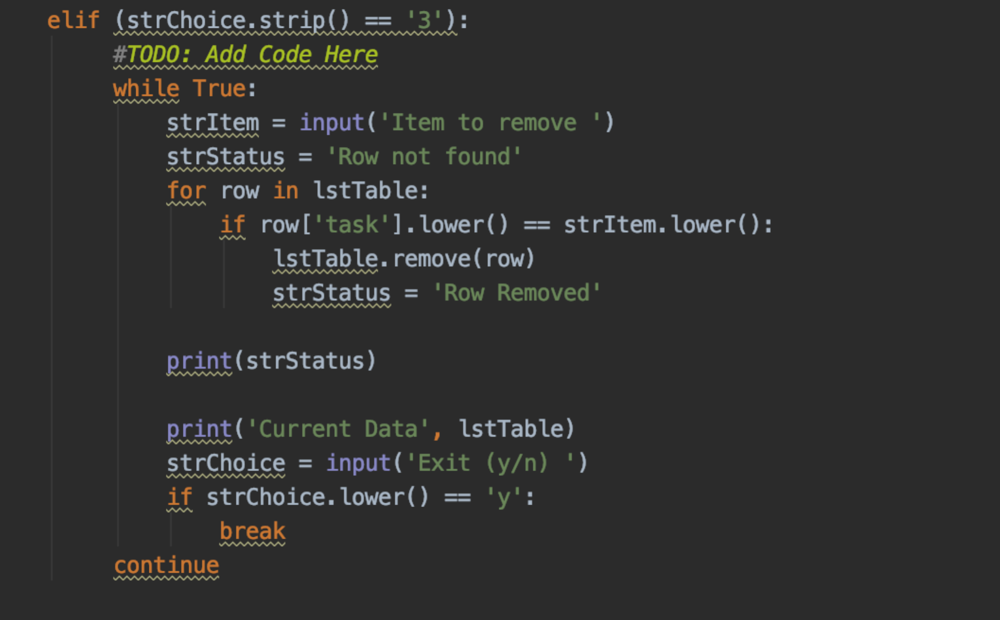 elif (strChoice.strip() == '3'):
#TODO: Add Code Here
while True:
strItem = input('Item to remove ')
strStatus = 'Row not found'
for row in lstTable:
if row['task'].lower() == strItem.lower():
lstTable.remove(row)
strStatus = 'Row Removed'
print(strStatus)
print('Current Data', lstTable)
strChoice = input('Exit (y/n) ')
if strChoice.lower() == 'y':
break
continue